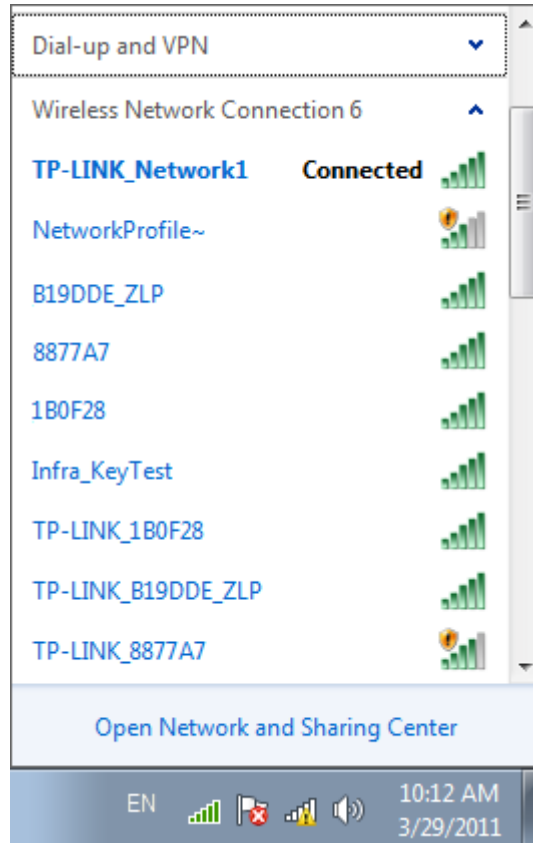 Dial-up and VPN
Wireless Network Connection 6
TP-LINK_Network1 Connected
NetworkProfile~
B19DDE_ZLP
8877A7
1B0F28
Infra_KeyTest
TP-LINK_1B0F28
TP-LINK_B19DDE_ZLP
TP-LINK_8877A7
Open Network and Sharing Center
EN 10:12 AM
3/29/2011